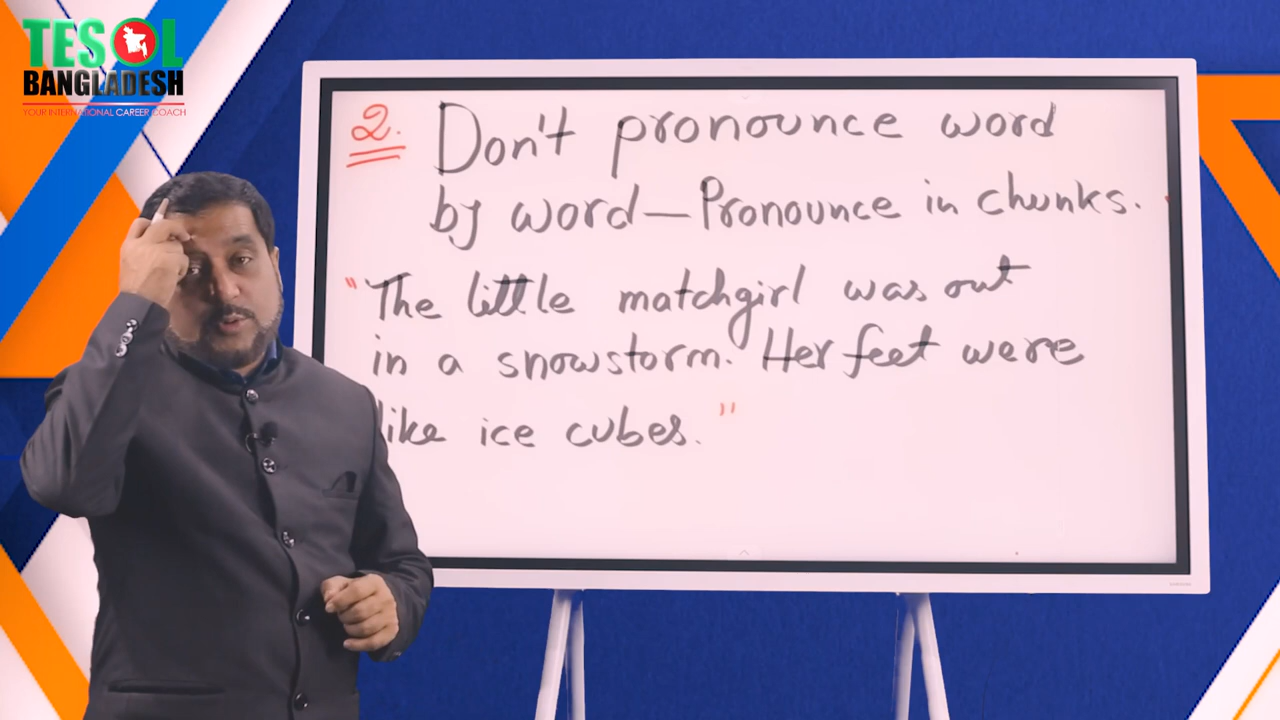 TESOL
BANGLADESH
YOUR INTERNATIONAL CAREER COACH
2. Don't pronounce word
by word—Pronounce in chunks.
"The little matchgirl was out
in a snowstorm. Her feet were
like ice cubes."